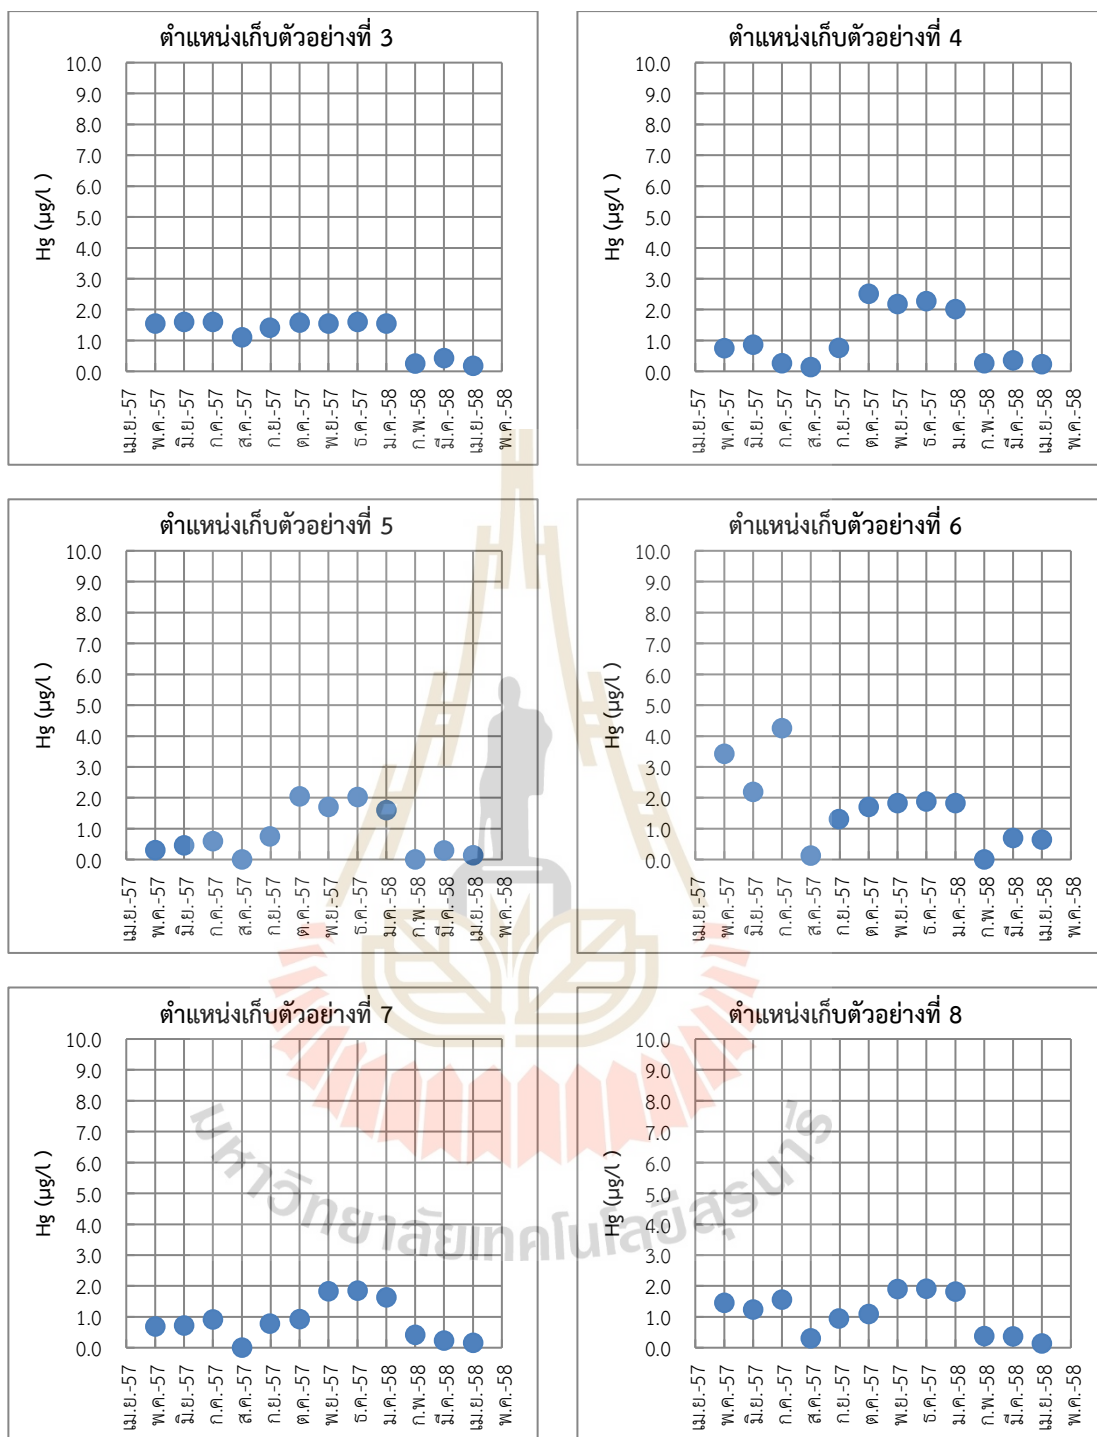 ตำแหน่งเก็บตัวอย่างที่ 3
10.0
9.0
8.0
7.0
6.0
5.0
4.0
3.0
2.0
1.0
0.0
Hg (µg/l )
เม.ย.-57
พ.ค.-57
มิ.ย.-57
ก.ค.-57
ส.ค.-57
ก.ย.-57
ต.ค.-57
พ.ย.-57
ธ.ค.-57
ม.ค.-58
ก.พ.-58
มี.ค.-58
เม.ย.-58
พ.ค.-58
ตำแหน่งเก็บตัวอย่างที่ 4
10.0
9.0
8.0
7.0
6.0
5.0
4.0
3.0
2.0
1.0
0.0
Hg (µg/l )
เม.ย.-57
พ.ค.-57
มิ.ย.-57
ก.ค.-57
ส.ค.-57
ก.ย.-57
ต.ค.-57
พ.ย.-57
ธ.ค.-57
ม.ค.-58
ก.พ.-58
มี.ค.-58
เม.ย.-58
พ.ค.-58
ตำแหน่งเก็บตัวอย่างที่ 5
10.0
9.0
8.0
7.0
6.0
5.0
4.0
3.0
2.0
1.0
0.0
Hg (µg/l )
เม.ย.-57
พ.ค.-57
มิ.ย.-57
ก.ค.-57
ส.ค.-57
ก.ย.-57
ต.ค.-57
พ.ย.-57
ธ.ค.-57
ม.ค.-58
ก.พ.-58
มี.ค.-58
เม.ย.-58
พ.ค.-58
ตำแหน่งเก็บตัวอย่างที่ 6
10.0
9.0
8.0
7.0
6.0
5.0
4.0
3.0
2.0
1.0
0.0
Hg (µg/l )
เม.ย.-57
พ.ค.-57
มิ.ย.-57
ก.ค.-57
ส.ค.-57
ก.ย.-57
ต.ค.-57
พ.ย.-57
ธ.ค.-57
ม.ค.-58
ก.พ.-58
มี.ค.-58
เม.ย.-58
พ.ค.-58
ตำแหน่งเก็บตัวอย่างที่ 7
10.0
9.0
8.0
7.0
6.0
5.0
4.0
3.0
2.0
1.0
0.0
Hg (µg/l )
เม.ย.-57
พ.ค.-57
มิ.ย.-57
ก.ค.-57
ส.ค.-57
ก.ย.-57
ต.ค.-57
พ.ย.-57
ธ.ค.-57
ม.ค.-58
ก.พ.-58
มี.ค.-58
เม.ย.-58
พ.ค.-58
ตำแหน่งเก็บตัวอย่างที่ 8
10.0
9.0
8.0
7.0
6.0
5.0
4.0
3.0
2.0
1.0
0.0
Hg (µg/l )
เม.ย.-57
พ.ค.-57
มิ.ย.-57
ก.ค.-57
ส.ค.-57
ก.ย.-57
ต.ค.-57
พ.ย.-57
ธ.ค.-57
ม.ค.-58
ก.พ.-58
มี.ค.-58
เม.ย.-58
พ.ค.-58
มหาวิทยาลัยเทคโนโลยีสุรนารี